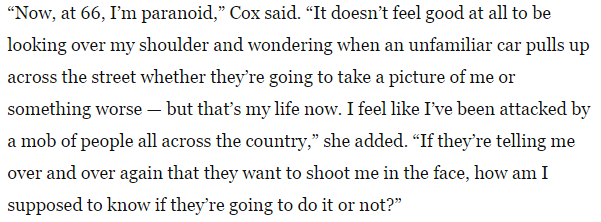 “Now, at 66, I’m paranoid,” Cox said. “It doesn’t feel good at all to be
looking over my shoulder and wondering when an unfamiliar car pulls up
across the street whether they’re going to take a picture of me or
something worse — but that’s my life now. I feel like I’ve been attacked by
a mob of people all across the country,” she added. “If they’re telling me
over and over again that they want to shoot me in the face, how am I
supposed to know if they’re going to do it or not?”